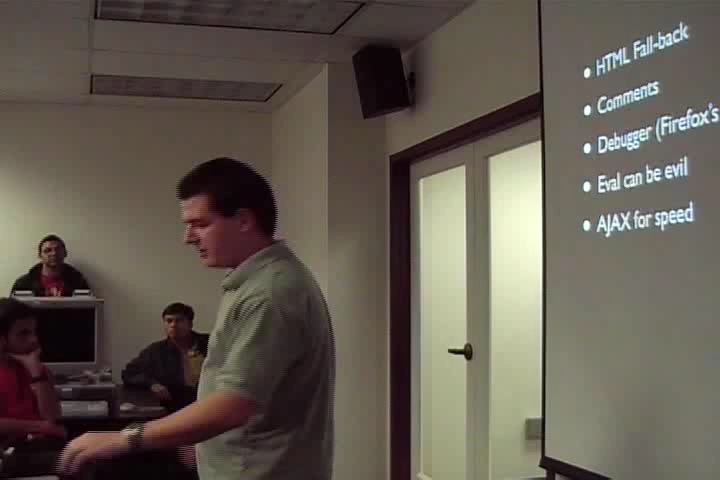 • HTML Fall-back
• Comments
• Debugger (Firefox's
• Eval can be evil
• AJAX for speed